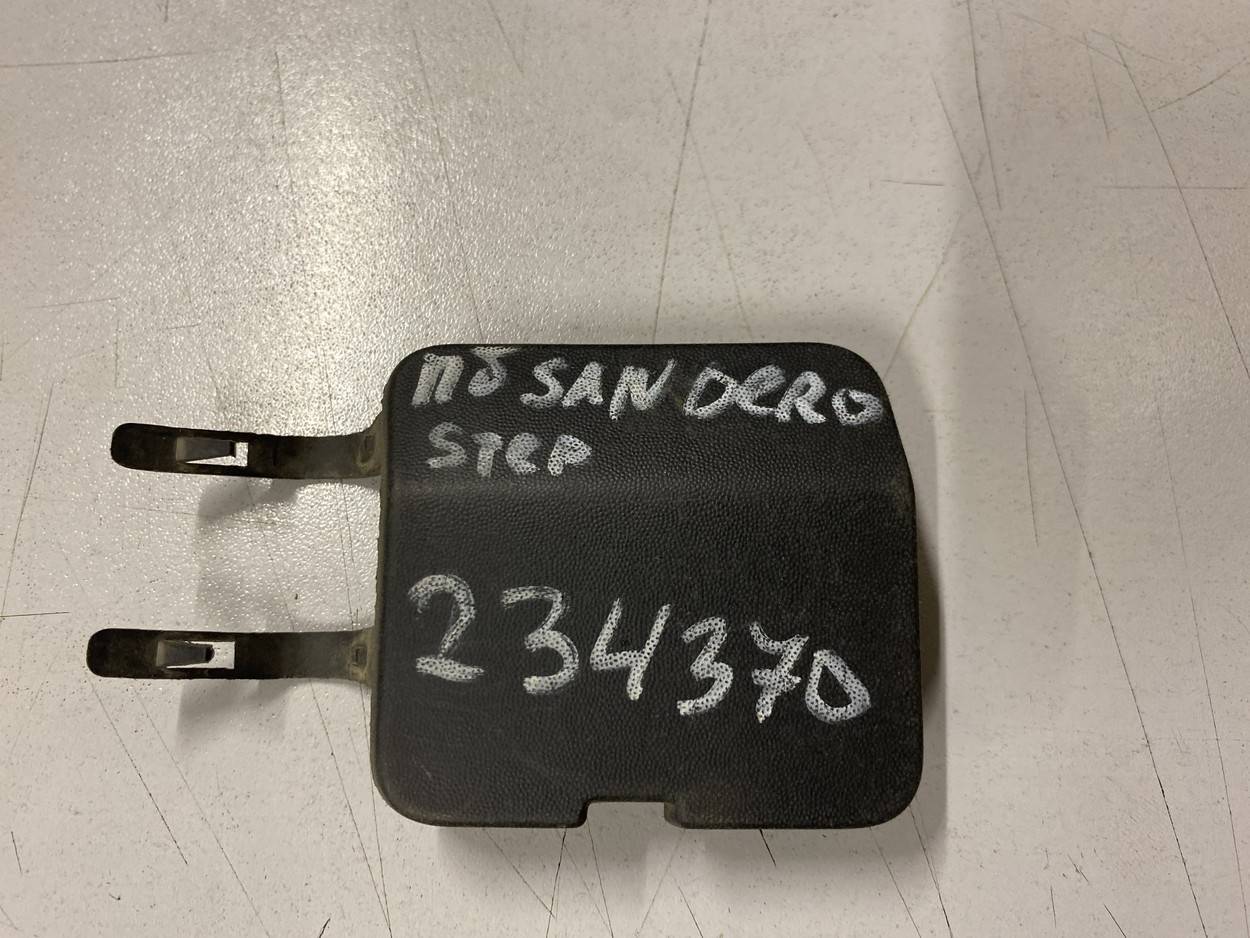 ПБ SANDERO
STEP
234370